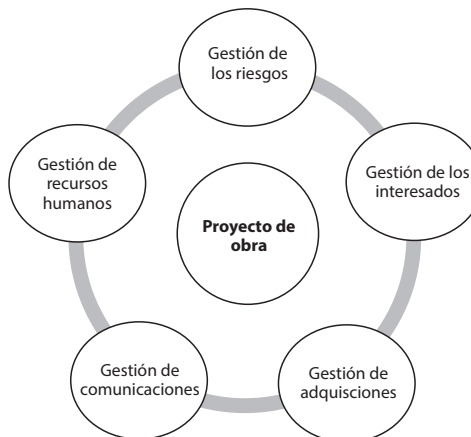 Gestión de
los riesgos
Gestión de
recursos
humanos
Gestión de los
interesados
Proyecto de
obra
Gestión de
comunicaciones
Gestión de
adquisciones